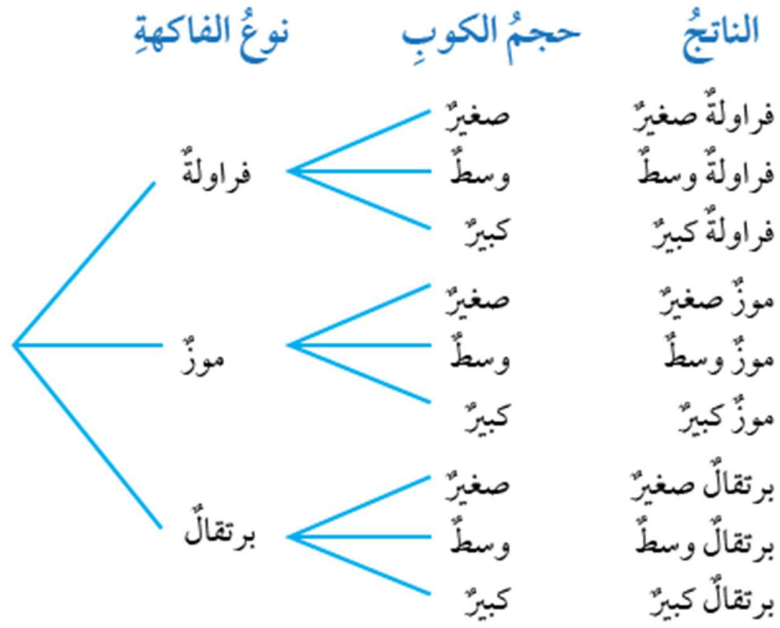 نوعُ الفاكهةِ حجمُ الكوبِ الناتجُ
صغيرٌ فراولةٌ صغيرٌ
فراولةٌ وسطٌ فراولةٌ وسطٌ
كبيرٌ فراولةٌ كبيرٌ
صغيرٌ موزٌ صغيرٌ
موزٌ وسطٌ موزٌ وسطٌ
كبيرٌ موزٌ كبيرٌ
صغيرٌ برتقالٌ صغيرٌ
برتقالٌ وسطٌ برتقالٌ وسطٌ
كبيرٌ برتقالٌ كبيرٌ